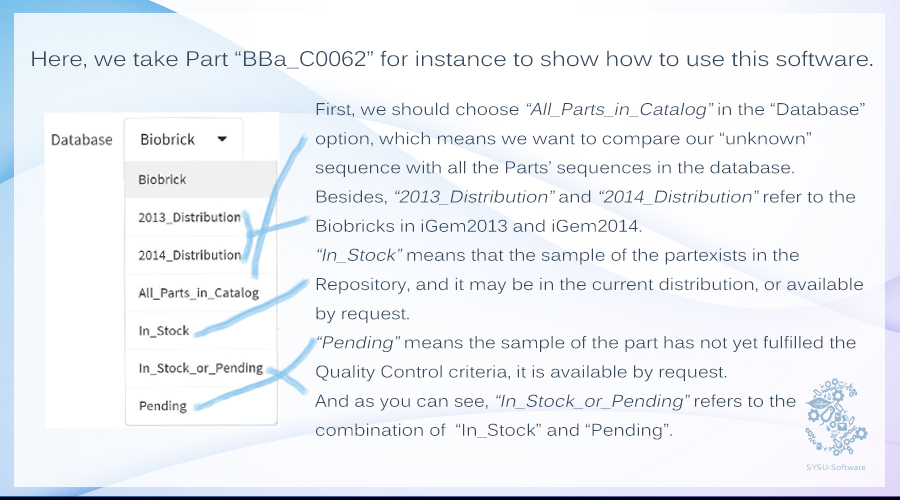 Here, we take Part “BBa_C0062” for instance to show how to use this software.
Database
Biobrick
Biobrick
2013_Distribution
2014_Distribution
All_Parts_in_Catalog
In_Stock
In_Stock_or_Pending
Pending
First, we should choose “All_Parts_in_Catalog” in the “Database”
option, which means we want to compare our “unknown”
sequence with all the Parts’ sequences in the database.
Besides, “2013_Distribution” and “2014_Distribution” refer to the
Biobricks in iGem2013 and iGem2014.
“In_Stock” means that the sample of the partexists in the
Repository, and it may be in the current distribution, or available
by request.
“Pending” means the sample of the part has not yet fulfilled the
Quality Control criteria, it is available by request.
And as you can see, “In_Stock_or_Pending” refers to the
combination of “In_Stock” and “Pending”.
SYSU-Software